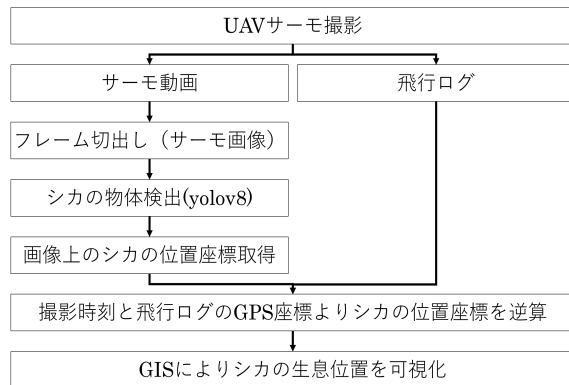 UAVサーモ撮影
サーモ動画
飛行ログ
フレーム切出し（サーモ画像）
シカの物体検出(yolov8)
画像上のシカの位置座標取得
撮影時刻と飛行ログのGPS座標よりシカの位置座標を逆算
GISによりシカの生息位置を可視化